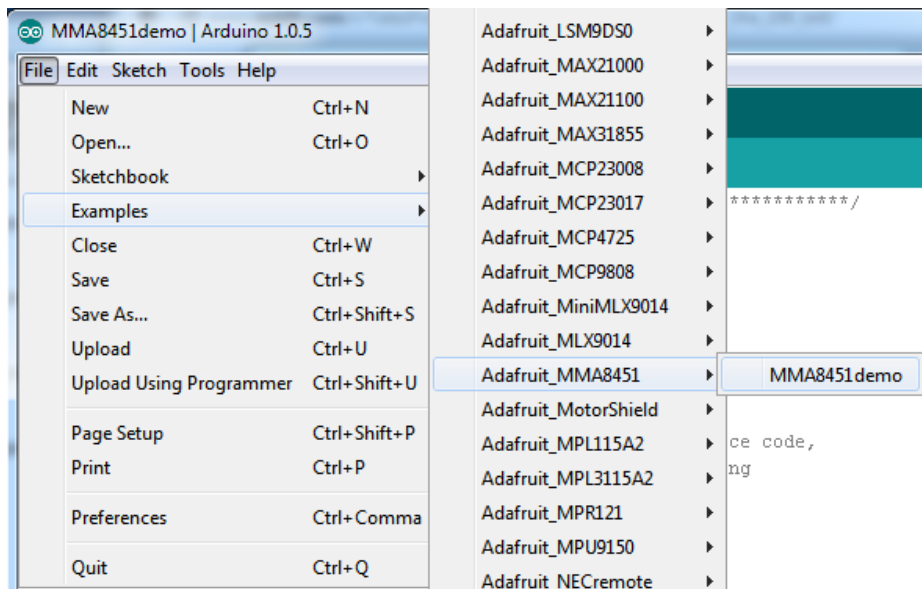 MMA8451demo | Arduino 1.0.5
File Edit Sketch Tools Help
New Ctrl+N
Open... Ctrl+O
Sketchbook
Examples
Close Ctrl+W
Save Ctrl+S
Save As... Ctrl+Shift+S
Upload Ctrl+U
Upload Using Programmer Ctrl+Shift+U
Page Setup Ctrl+Shift+P
Print Ctrl+P
Preferences Ctrl+Comma
Quit Ctrl+Q
Adafruit_LSM9DS0
Adafruit_MAX21000
Adafruit_MAX21100
Adafruit_MAX31855
Adafruit_MCP23008
Adafruit_MCP23017
Adafruit_MCP4725
Adafruit_MCP9808
Adafruit_MiniMLX9014
Adafruit_MLX9014
Adafruit_MMA8451
Adafruit_MotorShield
Adafruit_MPL115A2
Adafruit_MPL3115A2
Adafruit_MPR121
Adafruit_MPU9150
Adafruit_NECremote
MMA8451demo
***********/
ce code,
ng